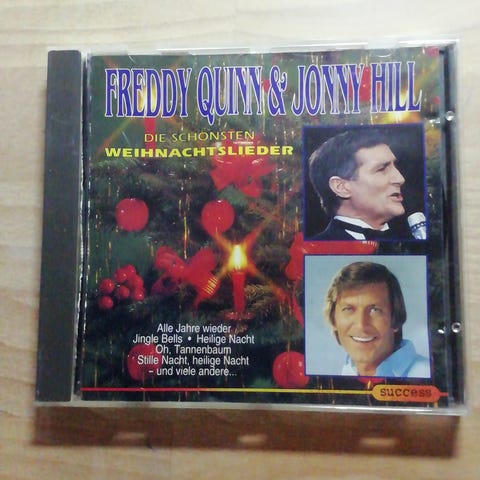 FREDDY QUINN & JONNY HILL
DIE SCHÖNSTEN
WEIHNACHTSLIEDER
Alle Jahre wieder
Jingle Bells • Heilige Nacht
Oh, Tannenbaum
Stille Nacht, heilige Nacht
- und viele andere...
success